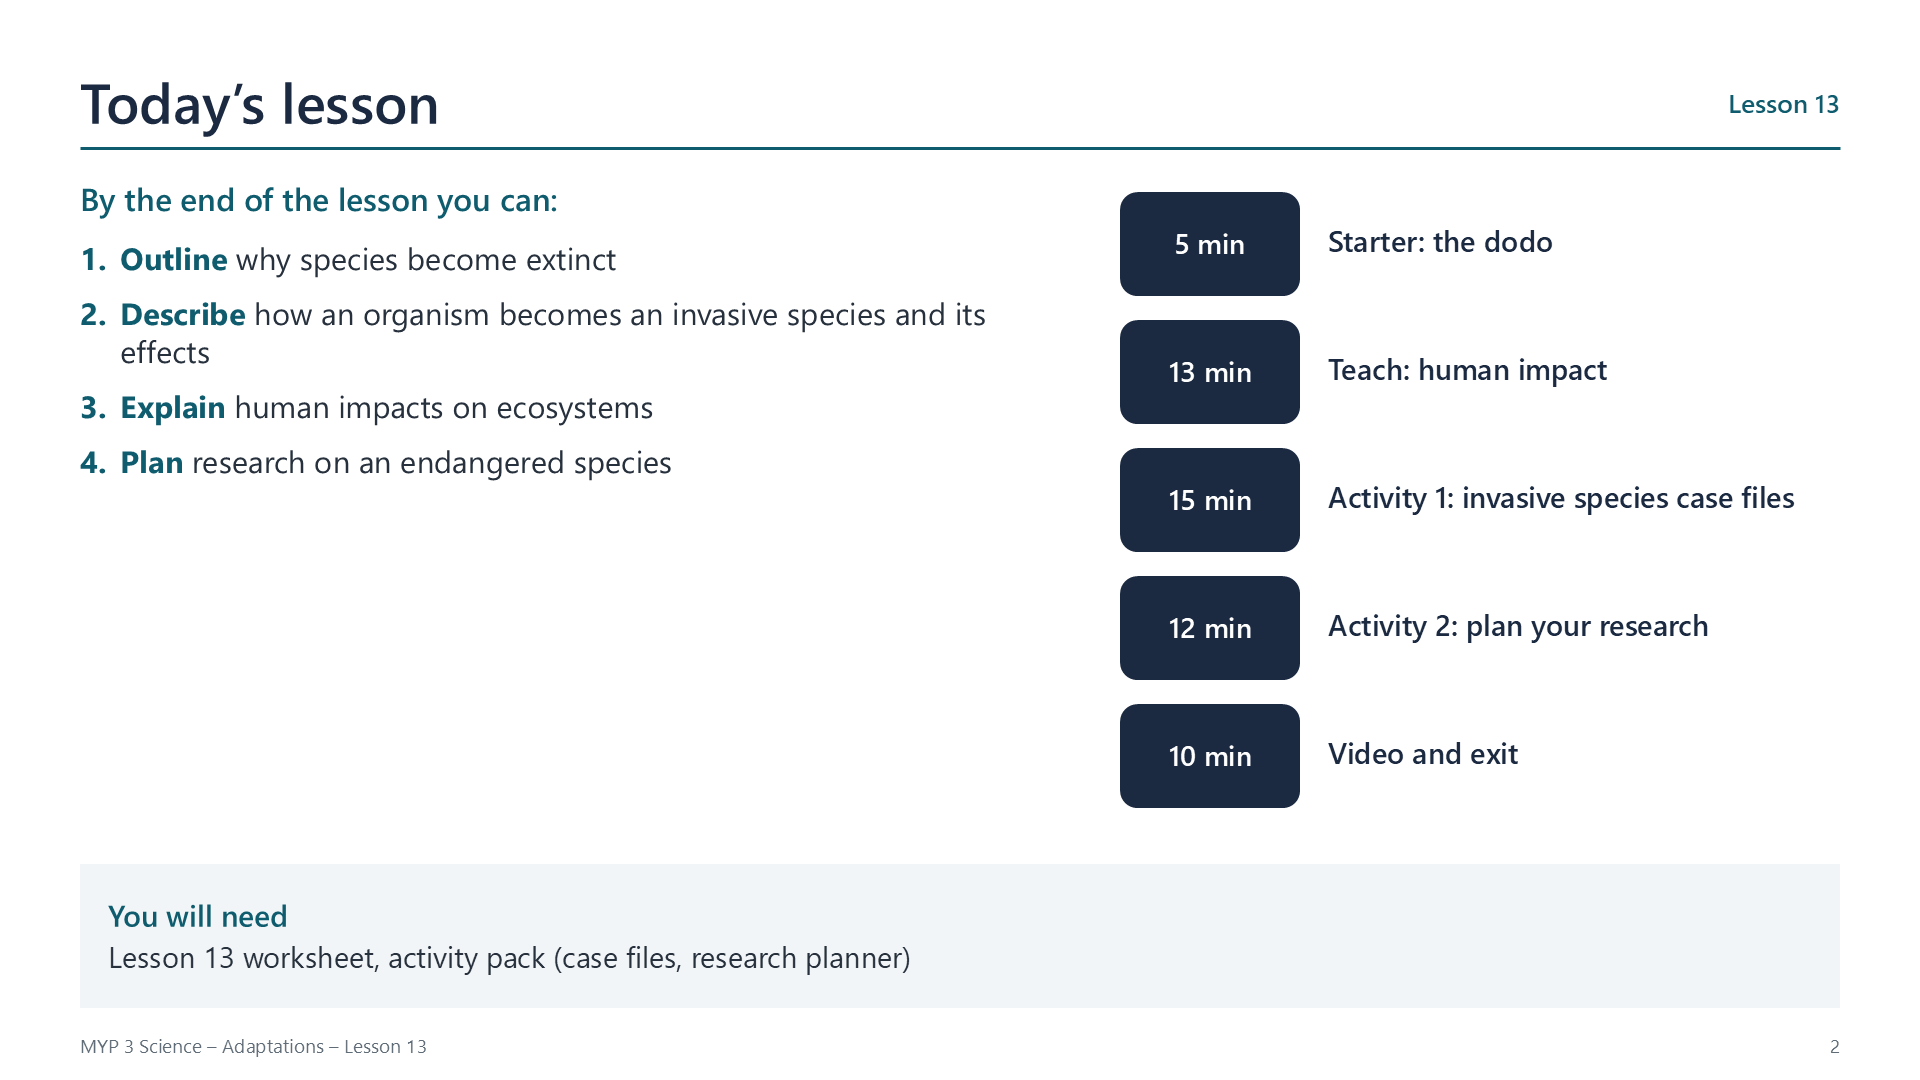 Today’s lesson
Lesson 13
By the end of the lesson you can:
1. Outline why species become extinct
2. Describe how an organism becomes an invasive species and its
effects
3. Explain human impacts on ecosystems
4. Plan research on an endangered species
5 min
Starter: the dodo
13 min
Teach: human impact
15 min
Activity 1: invasive species case files
12 min
Activity 2: plan your research
10 min
Video and exit
You will need
Lesson 13 worksheet, activity pack (case files, research planner)
MYP 3 Science – Adaptations – Lesson 13
2